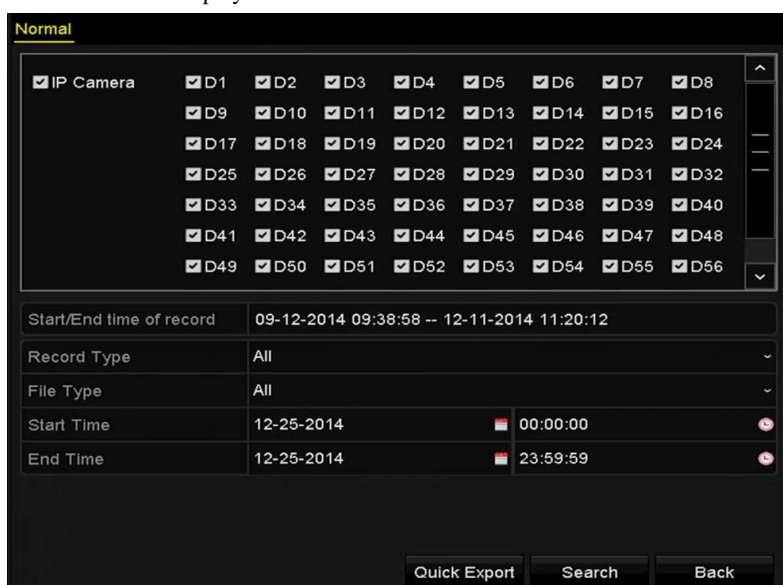 Normal
IP Camera D1 D2 D3 D4 D5 D6 D7 D8
D9 D10 D11 D12 D13 D14 D15 D16
D17 D18 D19 D20 D21 D22 D23 D24
D25 D26 D27 D28 D29 D30 D31 D32
D33 D34 D35 D36 D37 D38 D39 D40
D41 D42 D43 D44 D45 D46 D47 D48
D49 D50 D51 D52 D53 D54 D55 D56
Start/End time of record 09-12-2014 09:38:58 -- 12-11-2014 11:20:12
Record Type All
File Type All
Start Time 12-25-2014 00:00:00
End Time 12-25-2014 23:59:59
Quick Export Search Back